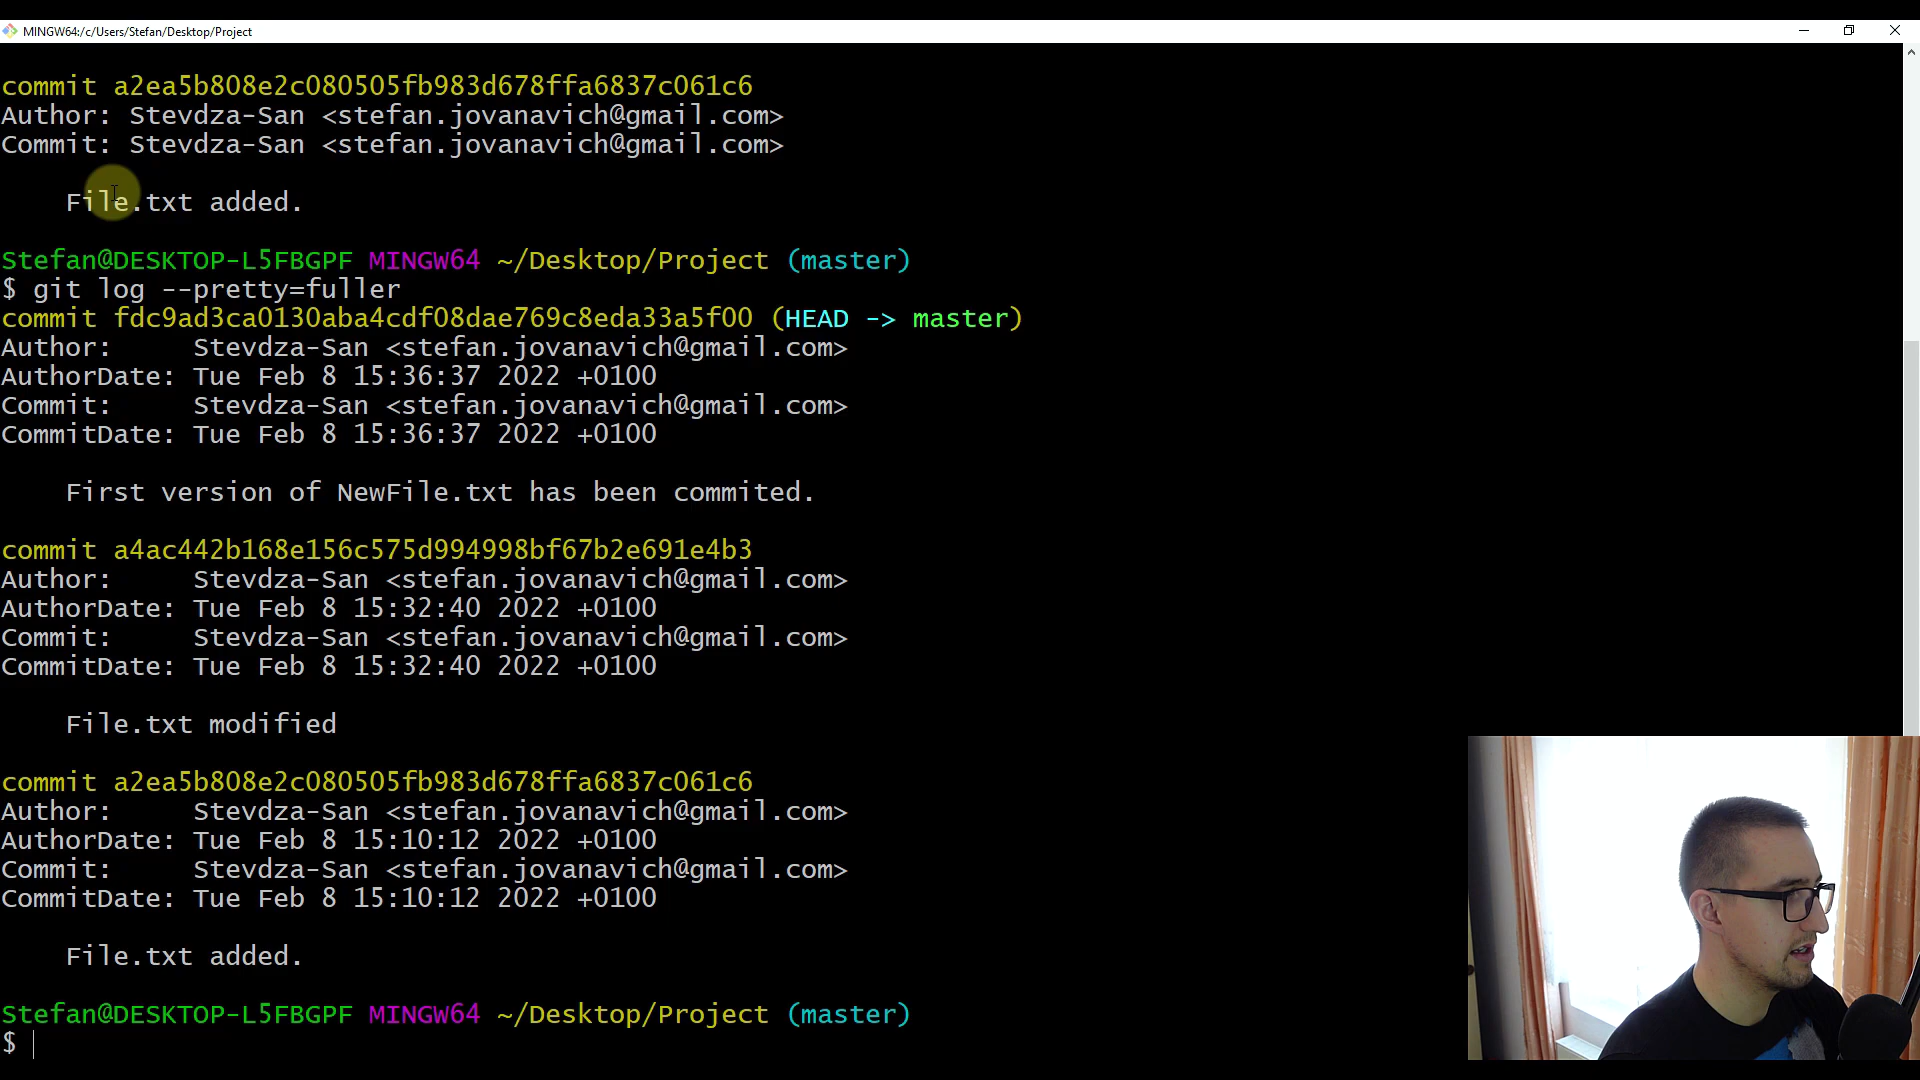 MINGW64:/c/Users/Stefan/Desktop/Project
commit a2ea5b808e2c080505fb983d678ffa6837c061c6
Author: Stevdza-San <stefan.jovanavich@gmail.com>
Commit: Stevdza-San <stefan.jovanavich@gmail.com>
File.txt added.
Stefan@DESKTOP-L5FBGPF MINGW64 ~/Desktop/Project (master)
$ git log --pretty=fuller
commit fdc9ad3ca0130aba4cdf08dae769c8eda33a5f00 (HEAD -> master)
Author:     Stevdza-San <stefan.jovanavich@gmail.com>
AuthorDate: Tue Feb 8 15:36:37 2022 +0100
Commit:     Stevdza-San <stefan.jovanavich@gmail.com>
CommitDate: Tue Feb 8 15:36:37 2022 +0100
First version of NewFile.txt has been commited.
commit a4ac442b168e156c575d994998bf67b2e691e4b3
Author:     Stevdza-San <stefan.jovanavich@gmail.com>
AuthorDate: Tue Feb 8 15:32:40 2022 +0100
Commit:     Stevdza-San <stefan.jovanavich@gmail.com>
CommitDate: Tue Feb 8 15:32:40 2022 +0100
File.txt modified
commit a2ea5b808e2c080505fb983d678ffa6837c061c6
Author:     Stevdza-San <stefan.jovanavich@gmail.com>
AuthorDate: Tue Feb 8 15:10:12 2022 +0100
Commit:     Stevdza-San <stefan.jovanavich@gmail.com>
CommitDate: Tue Feb 8 15:10:12 2022 +0100
File.txt added.
Stefan@DESKTOP-L5FBGPF MINGW64 ~/Desktop/Project (master)
$